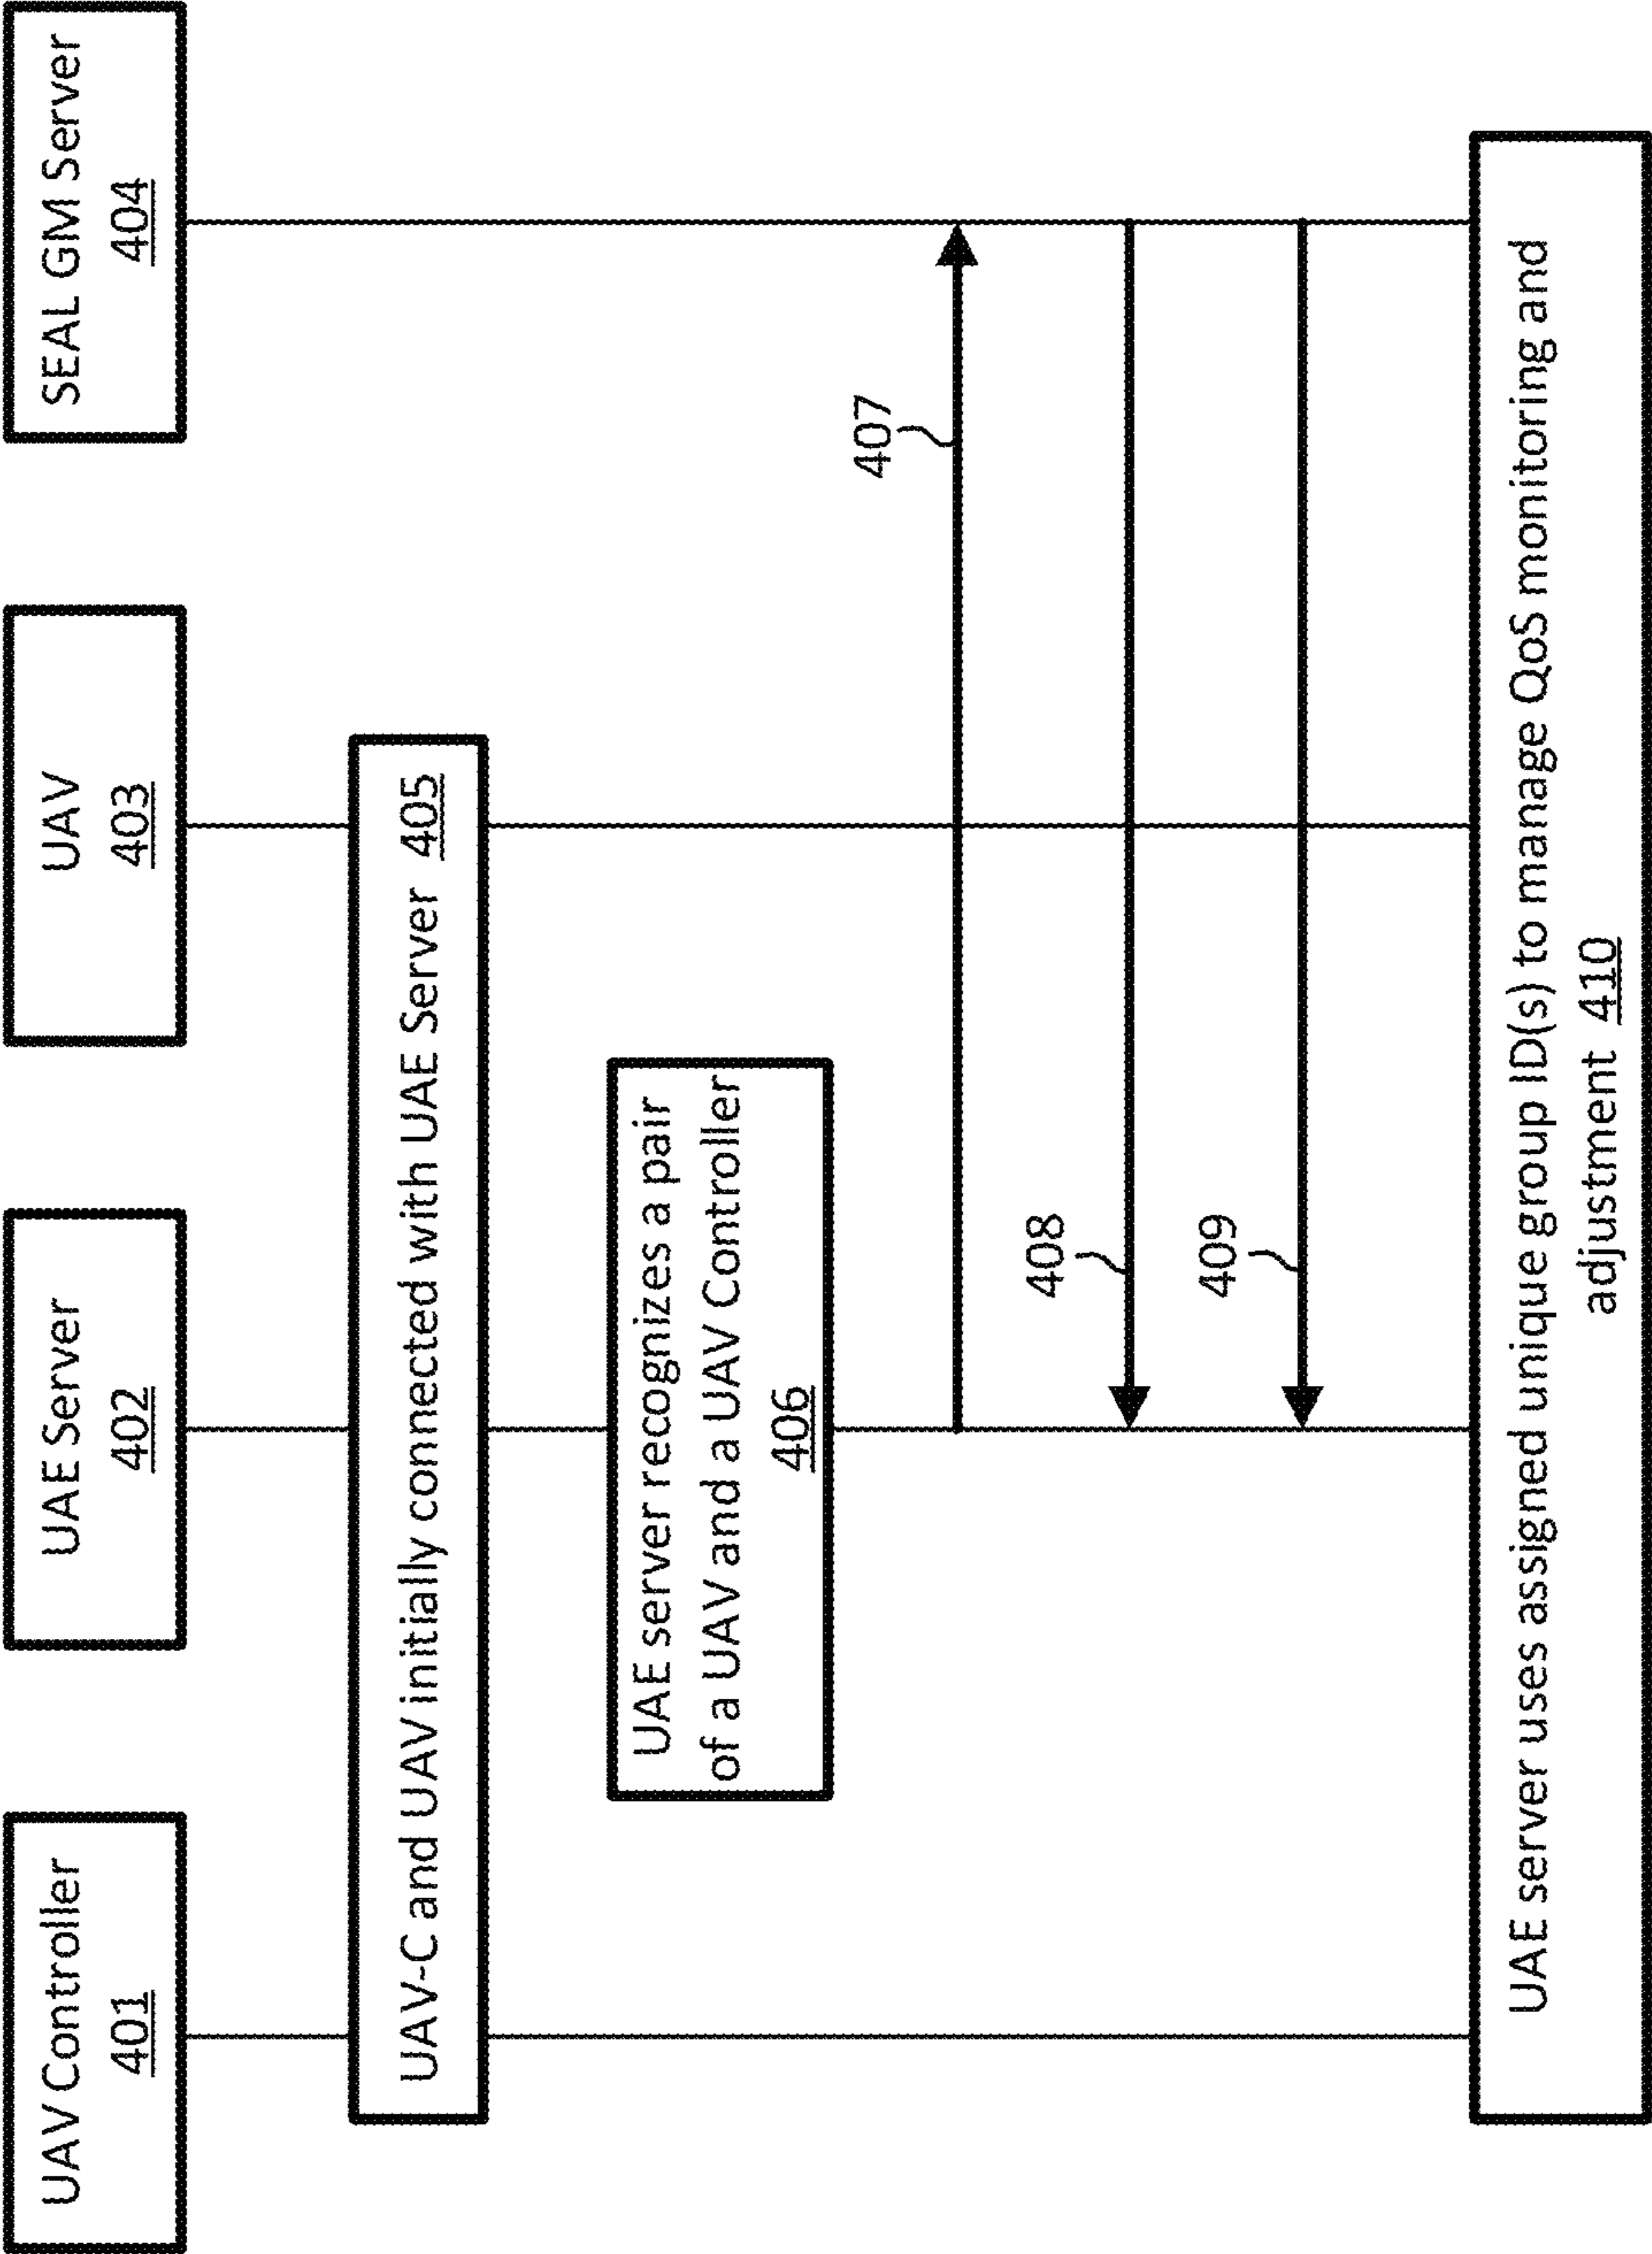 UAV Controller
401
UAE Server
402
UAV
403
SEAL GM Server
404
UAV-C and UAV initially connected with UAE Server 405
UAE server recognizes a pair
of a UAV and a UAV Controller
406
407
408
409
UAE server uses assigned unique group ID(s) to manage QoS monitoring and
adjustment 410